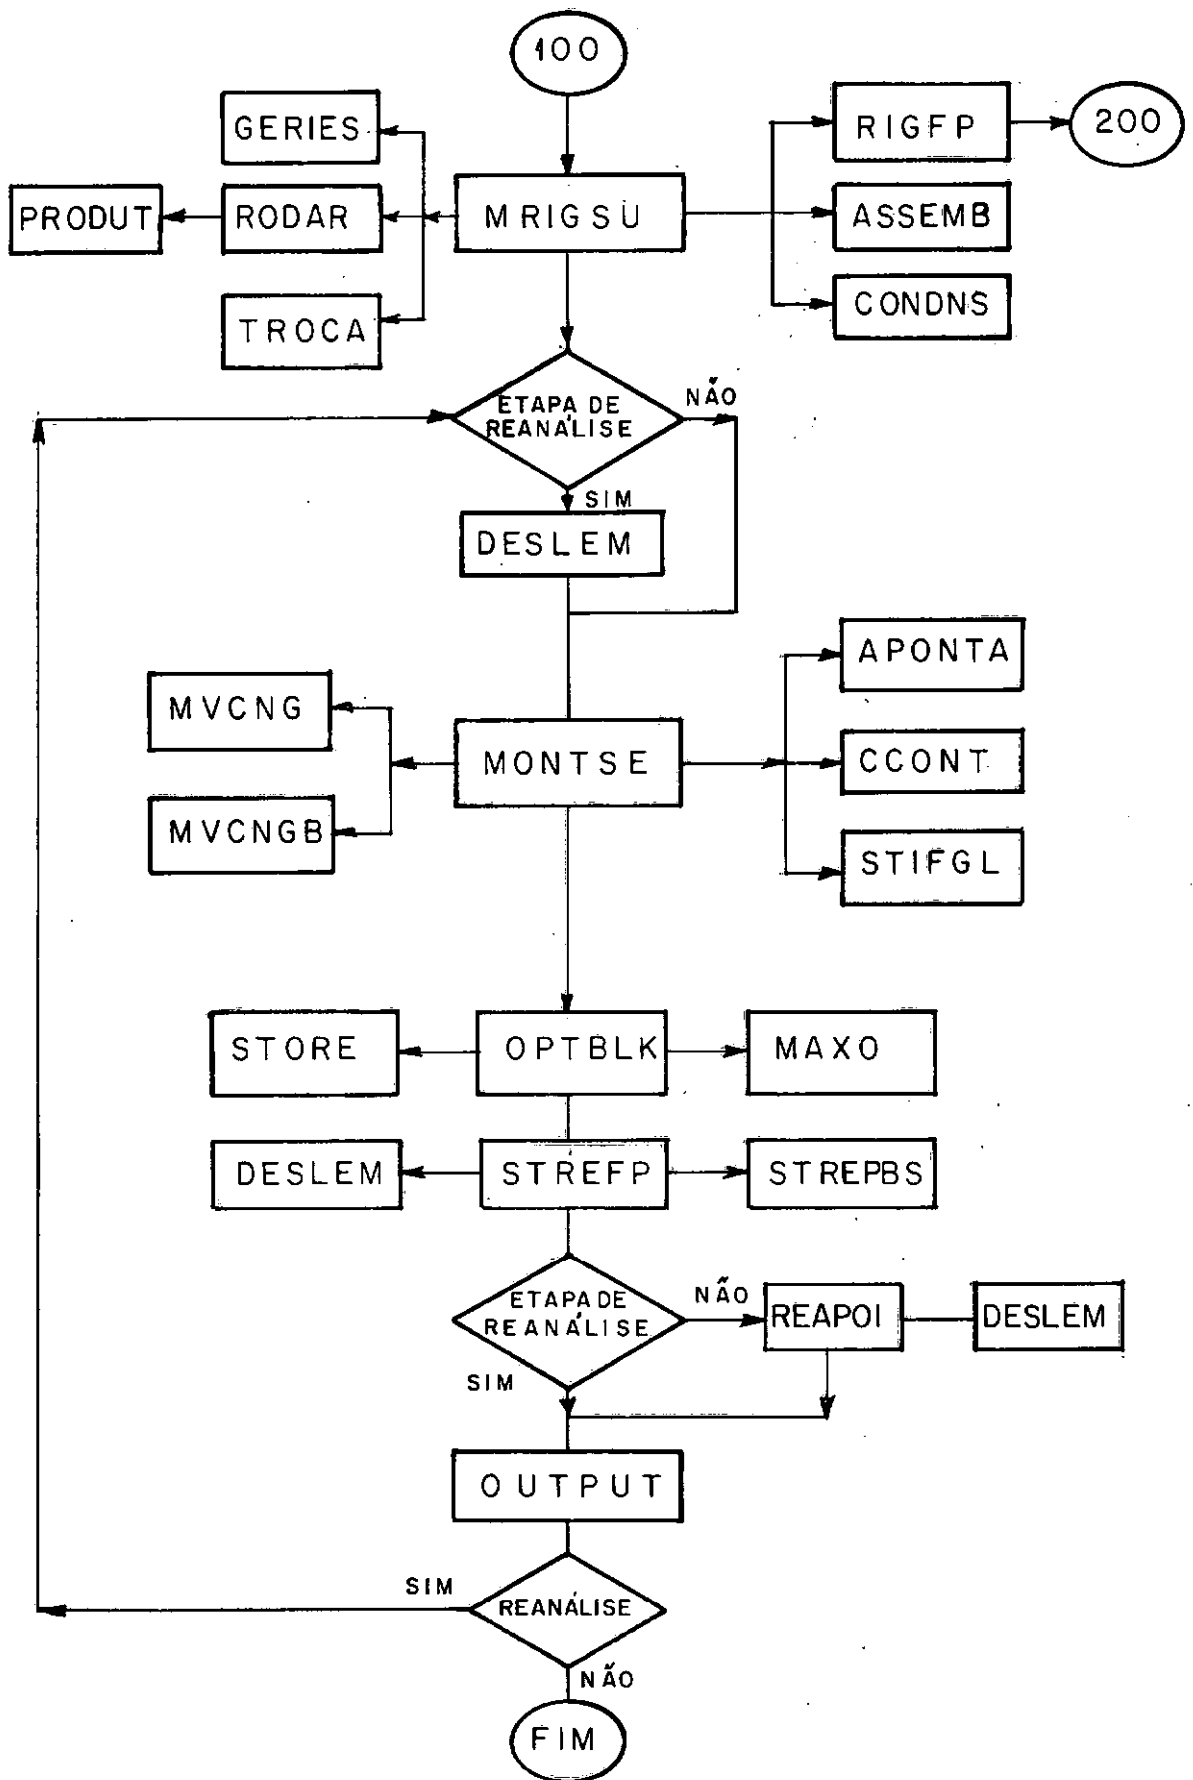 100
GERIES
RIGFP
200
PRODUT
RODAR
MRIGSU
ASSEMB
TROCA
CONDNS
ETAPA DE
REANÁLISE
NÃO
SIM
DESLEM
APONTA
MVCNG
MONTSE
CCONT
MVCNGB
STIFGL
STORE
OPTBLK
MAXO
DESLEM
STREFP
STREPBS
ETAPA DE
REANÁLISE
NÃO
REAPOI
DESLEM
SIM
OUTPUT
SIM
REANÁLISE
NÃO
FIM